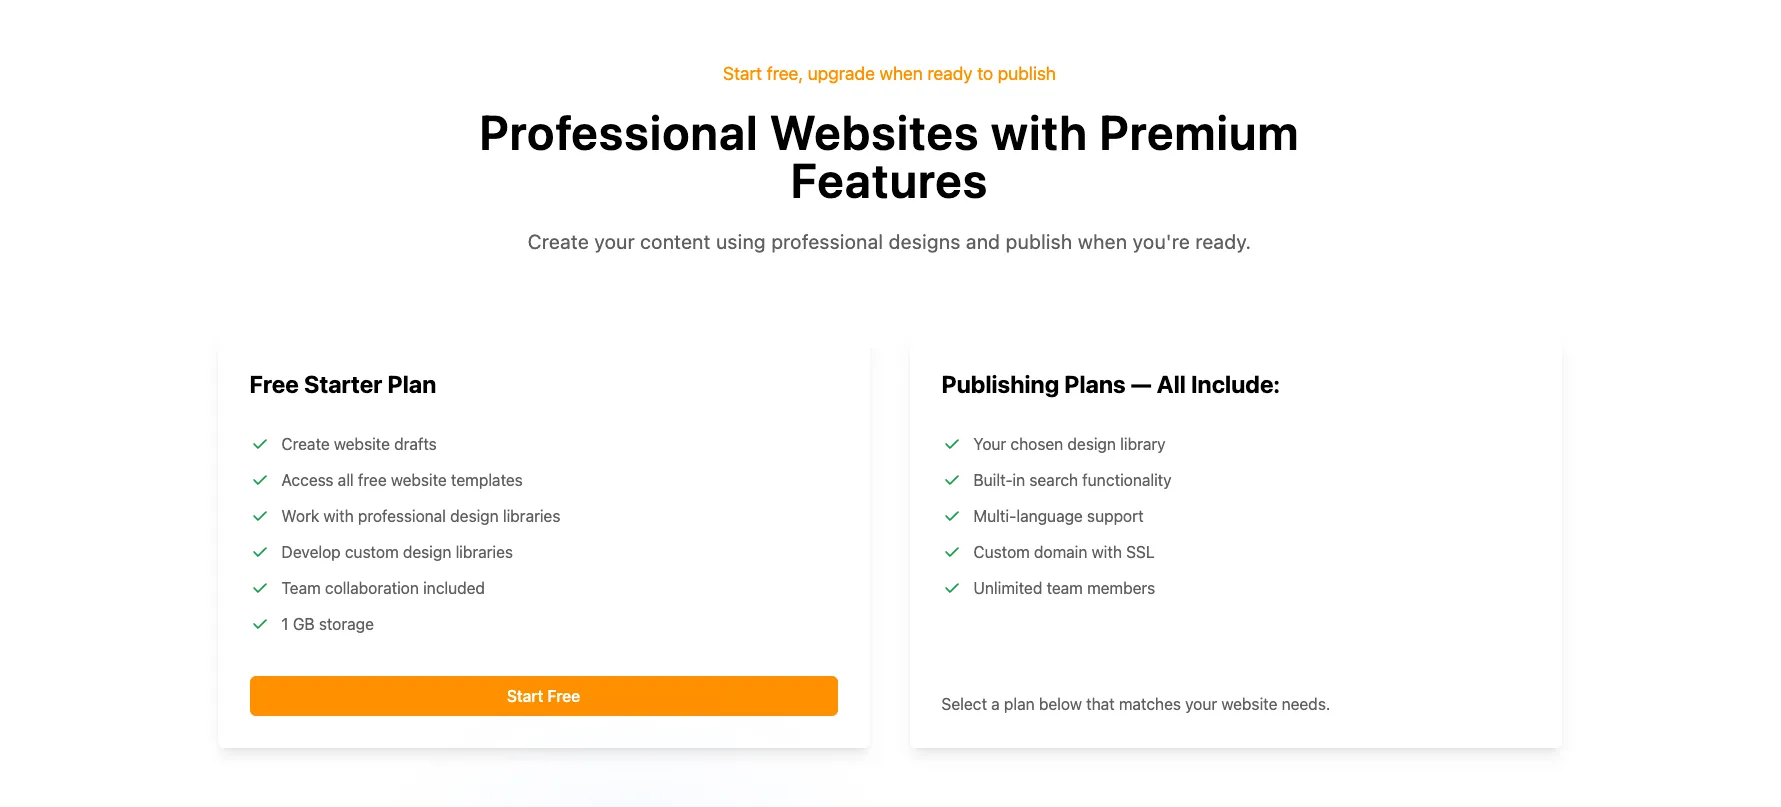 Start free, upgrade when ready to publish
Professional Websites with Premium
Features
Create your content using professional designs and publish when you're ready.
Free Starter Plan
Create website drafts
Access all free website templates
Work with professional design libraries
Develop custom design libraries
Team collaboration included
1 GB storage
Start Free
Publishing Plans — All Include:
Your chosen design library
Built-in search functionality
Multi-language support
Custom domain with SSL
Unlimited team members
Select a plan below that matches your website needs.